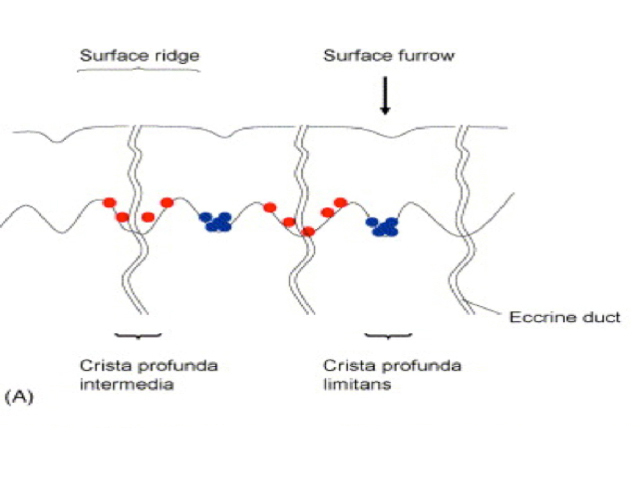 Surface ridge
Surface furrow
Eccrine duct
Crista profunda
intermedia
Crista profunda
limitans
(A)